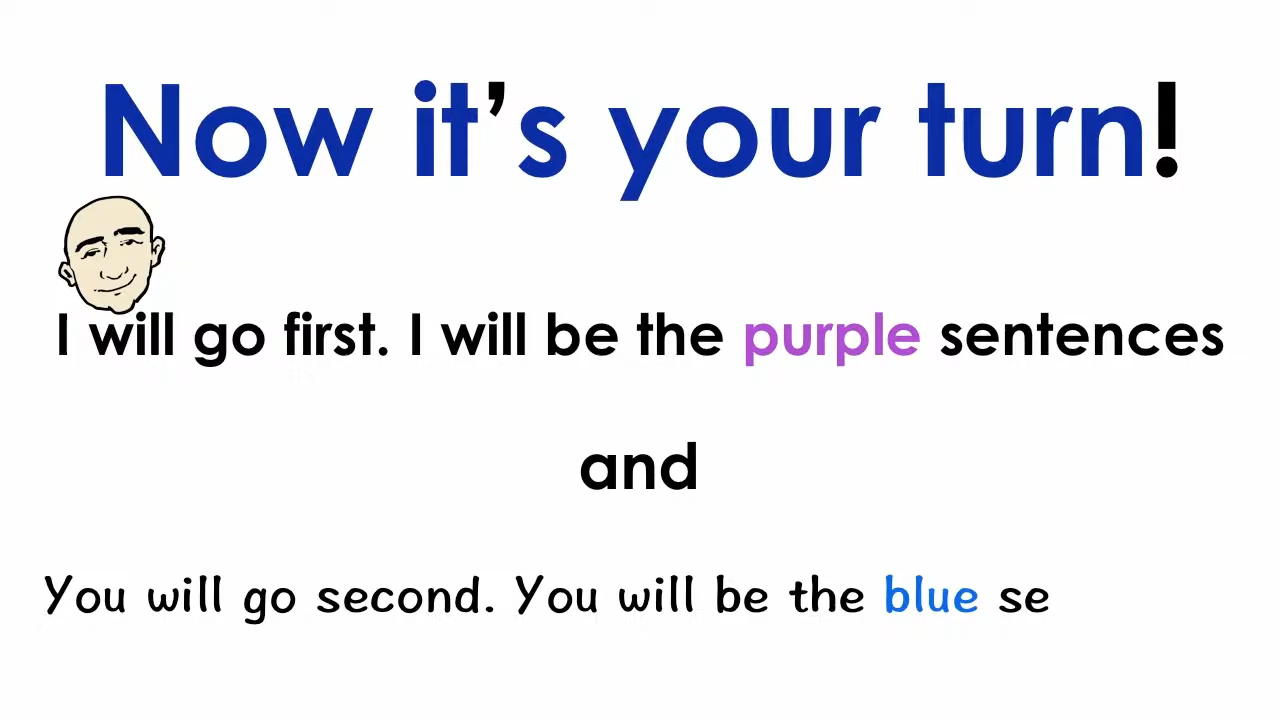 Now it’s your turn!
I will go first. I will be the purple sentences
and
You will go second. You will be the blue se